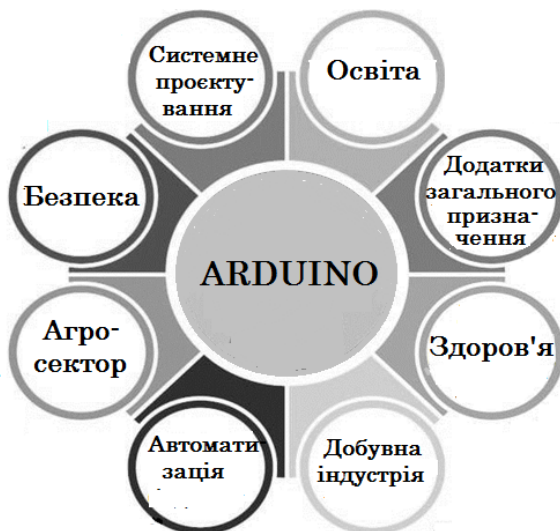 Системне
проєкту-
вання
Освіта
Безпека
Додатки
загального
призна-
чення
ARDUINO
Агро-
сектор
Здоров'я
Автомати-
зація
Добувна
індустрія